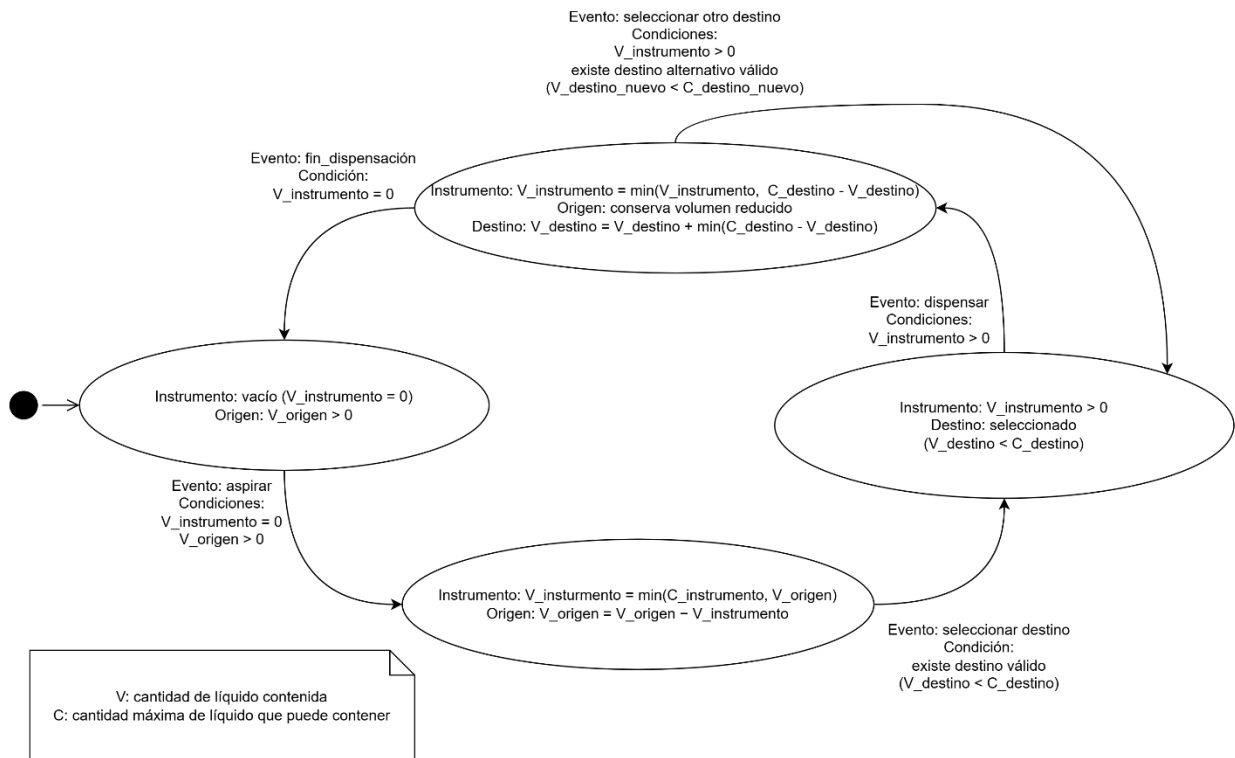 Evento: seleccionar otro destino
Condiciones:
V_instrumento > 0
existe destino alternativo válido
(V_destino_nuevo < C_destino_nuevo)
Evento: fin_dispensación
Condición:
V_instrumento = 0
Instrumento: V_instrumento = min(V_instrumento, C_destino - V_destino)
Origen: conserva volumen reducido
Destino: V_destino = V_destino + min(C_destino - V_destino)
Evento: dispensar
Condiciones:
V_instrumento > 0
Instrumento: vacío (V_instrumento = 0)
Origen: V_origen > 0
Instrumento: V_instrumento > 0
Destino: seleccionado
(V_destino < C_destino)
Evento: aspirar
Condiciones:
V_instrumento = 0
V_origen > 0
Instrumento: V_insturmento = min(C_instrumento, V_origen)
Origen: V_origen = V_origen − V_instrumento
Evento: seleccionar destino
Condición:
existe destino válido
(V_destino < C_destino)
V: cantidad de líquido contenida
C: cantidad máxima de líquido que puede contener